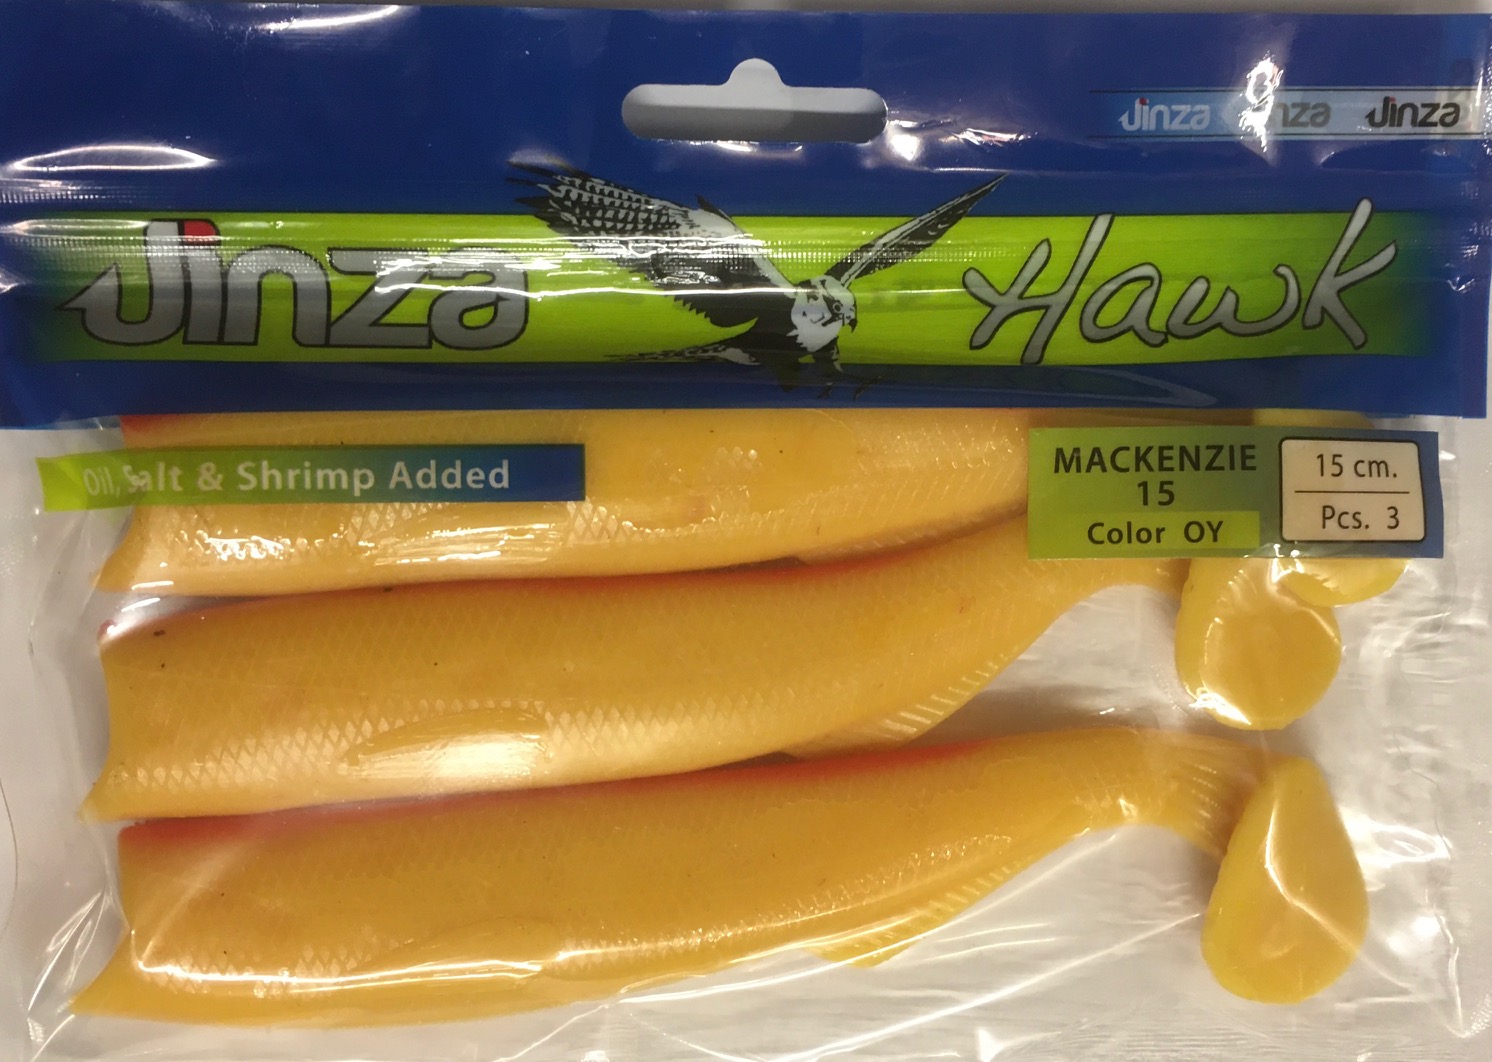 Jinza Jinza Jinza
Jinza Hawk
Oil, Salt & Shrimp Added
MACKENZIE
15
Color OY
15 cm.
Pcs. 3